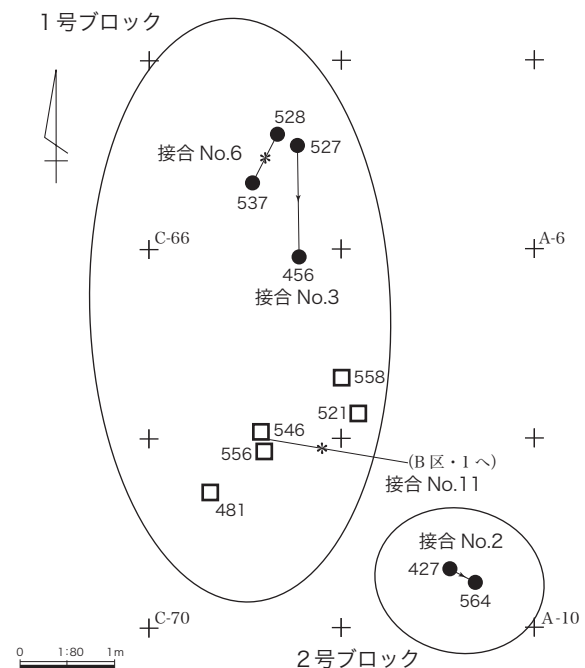 1号ブロック
528
527
接合 No.6
537
C-66
A-6
456
接合 No.3
558
521
546
556
(B 区・1 へ)
接合 No.11
481
接合 No.2
427
564
C-70
A-10
0 1:80 1m
2号ブロック